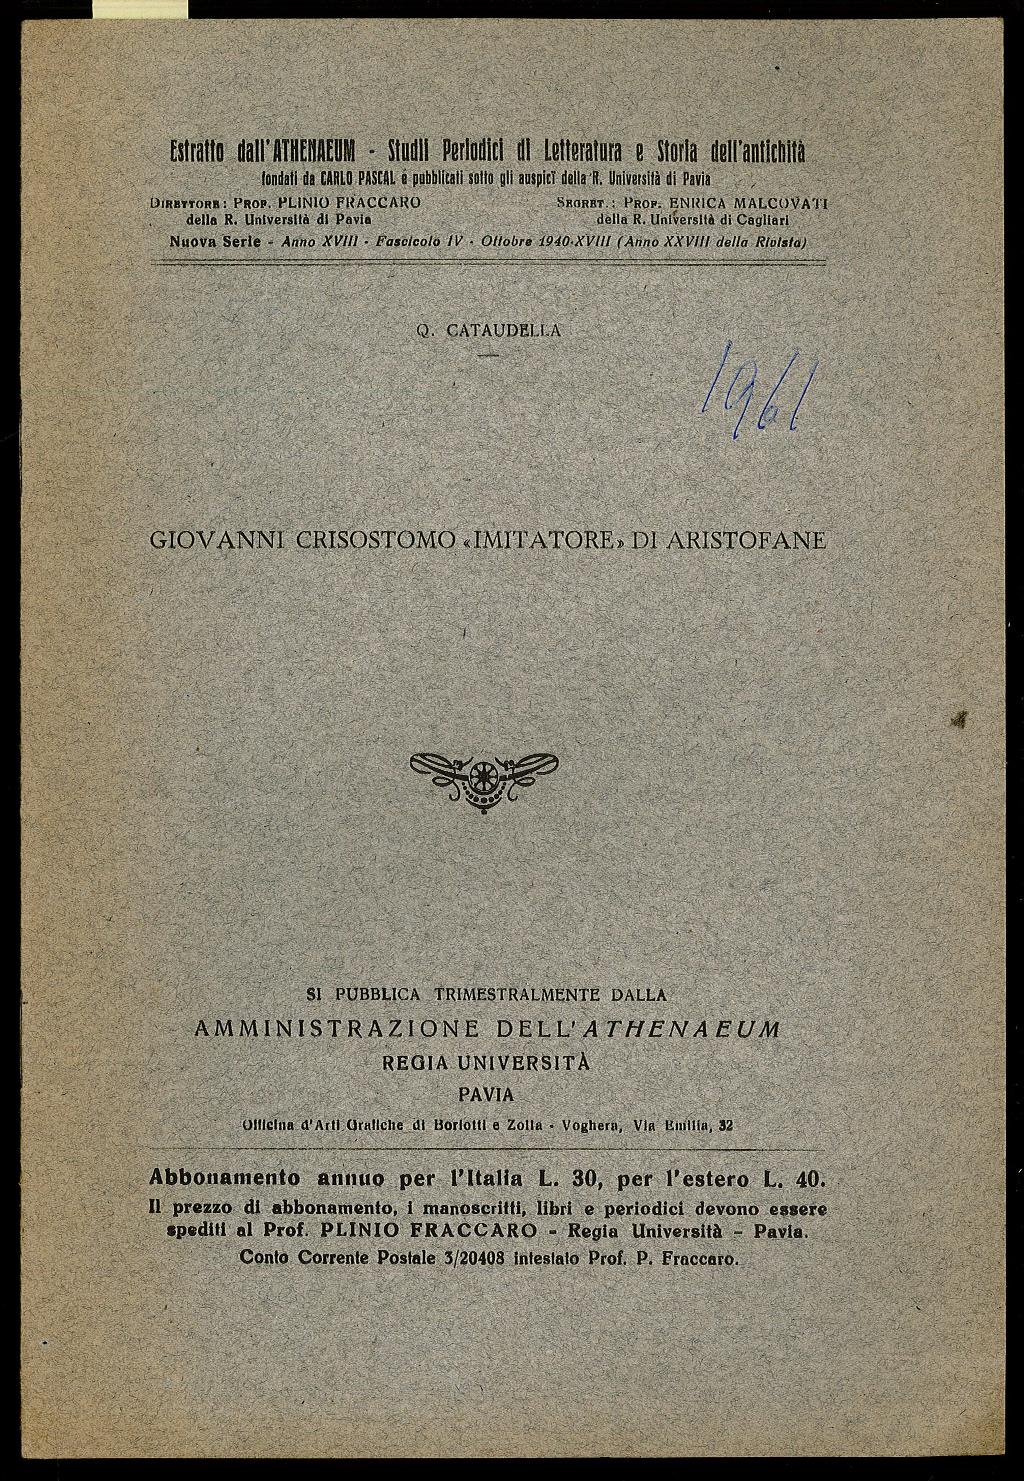 Estratto dall'ATHENAEUM - Studii Periodici di Letteratura e Storia dell'antichità
fondati da CARLO PASCAL e pubblicati sotto gli auspicî della R. Università di Pavia
DIRETTORE: PROF. PLINIO FRACCARO
della R. Università di Pavia
SEGRET.: PROF. ENRICA MALCOVATI
della R. Università di Cagliari
Nuova Serie - Anno XVIII - Fascicolo IV - Ottobre 1940-XVIII (Anno XXVIII della Rivista)
Q. CATAUDELLA
1961
GIOVANNI CRISOSTOMO «IMITATORE» DI ARISTOFANE
SI PUBBLICA TRIMESTRALMENTE DALLA
AMMINISTRAZIONE DELL'ATHENAEUM
REGIA UNIVERSITÀ
PAVIA
Officina d'Arti Grafiche di Boriotti e Zolla - Voghera, Via Emilia, 32
Abbonamento annuo per l'Italia L. 30, per l'estero L. 40.
Il prezzo di abbonamento, i manoscritti, libri e periodici devono essere
spediti al Prof. PLINIO FRACCARO - Regia Università - Pavia.
Conto Corrente Postale 3/20408 intestato Prof. P. Fraccaro.